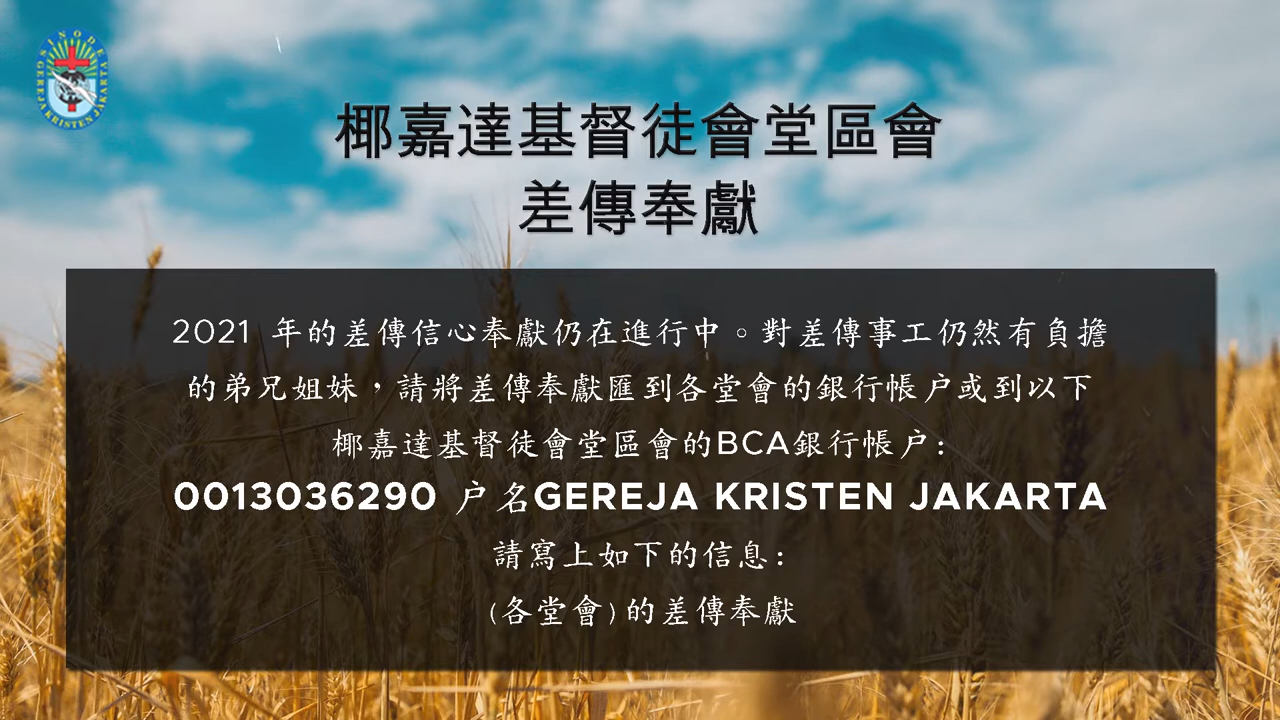 SINODE GEREJA KRISTEN JAKARTA
椰嘉達基督徒會堂區會
差傳奉獻
2021 年的差傳信心奉獻仍在進行中。對差傳事工仍然有負擔
的弟兄姐妹，請將差傳奉獻匯到各堂會的銀行帳户或到以下
椰嘉達基督徒會堂區會的BCA銀行帳户:
0013036290 户名GEREJA KRISTEN JAKARTA
請寫上如下的信息:
(各堂會)的差傳奉獻